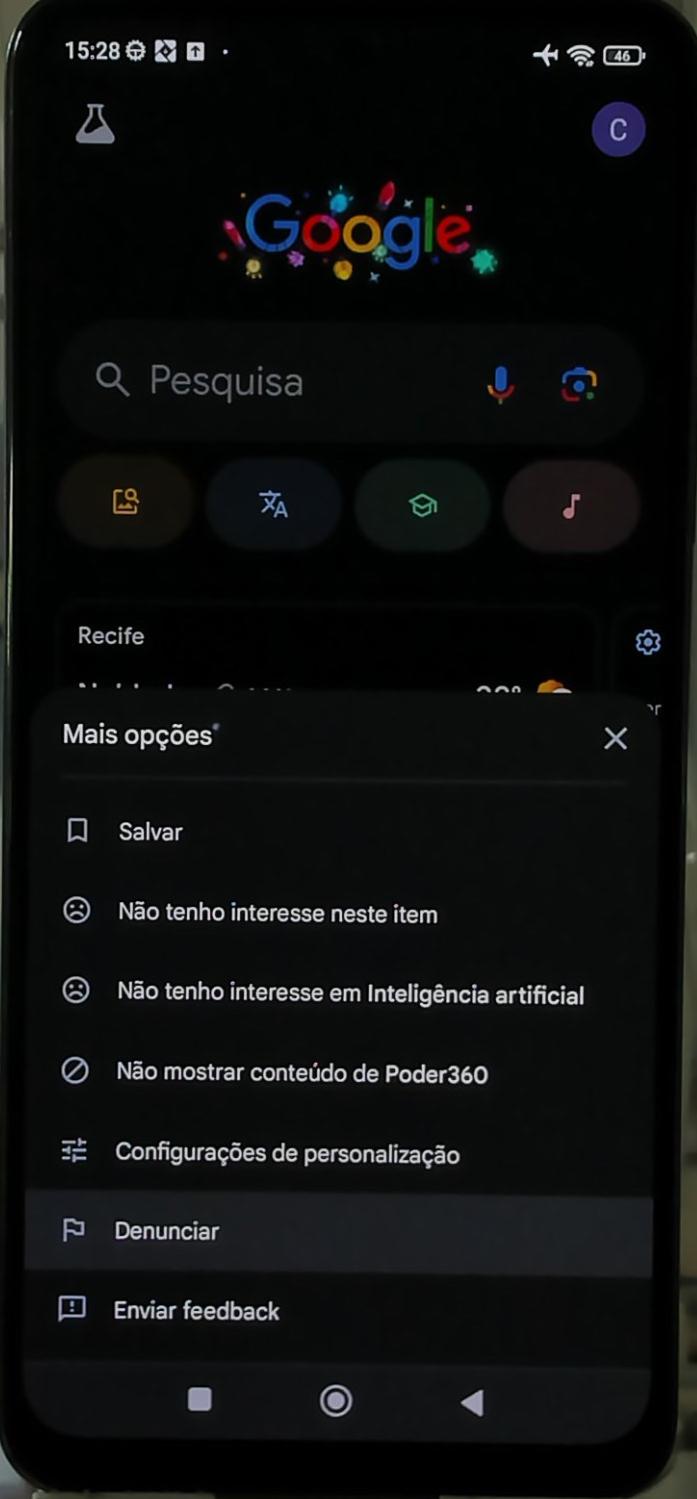 15:28
46
C
Google
Pesquisa
Recife
Mais opções
Salvar
Não tenho interesse neste item
Não tenho interesse em Inteligência artificial
Não mostrar conteúdo de Poder360
Configurações de personalização
Denunciar
Enviar feedback